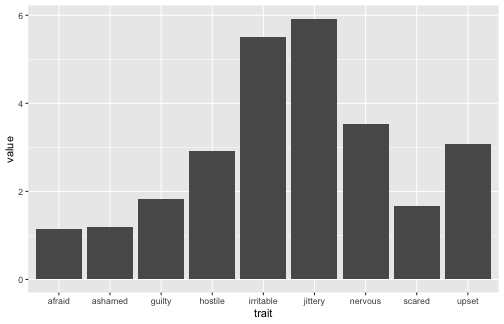 6
4
2
0
value
afraid ashamed guilty hostile irritable jittery nervous scared upset
trait